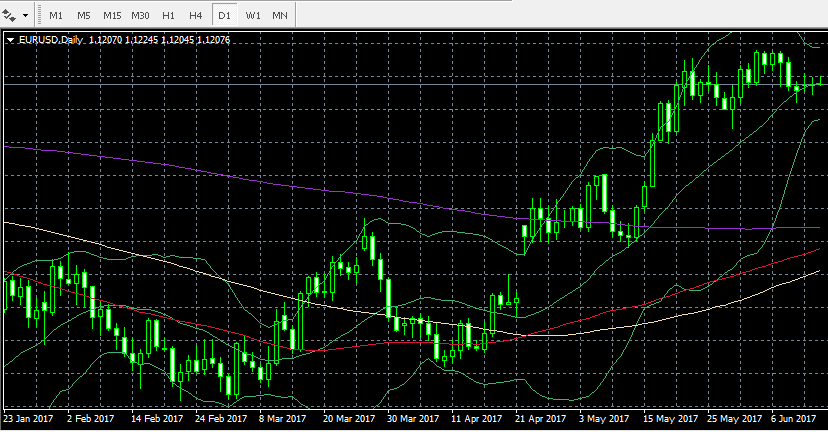 M1 M5 M15 M30 H1 H4 D1 W1 MN
EURUSD,Daily 1.12070 1.12245 1.12045 1.12076
23 Jan 2017 2 Feb 2017 14 Feb 2017 24 Feb 2017 8 Mar 2017 20 Mar 2017 30 Mar 2017 11 Apr 2017 21 Apr 2017 3 May 2017 15 May 2017 25 May 2017 6 Jun 2017